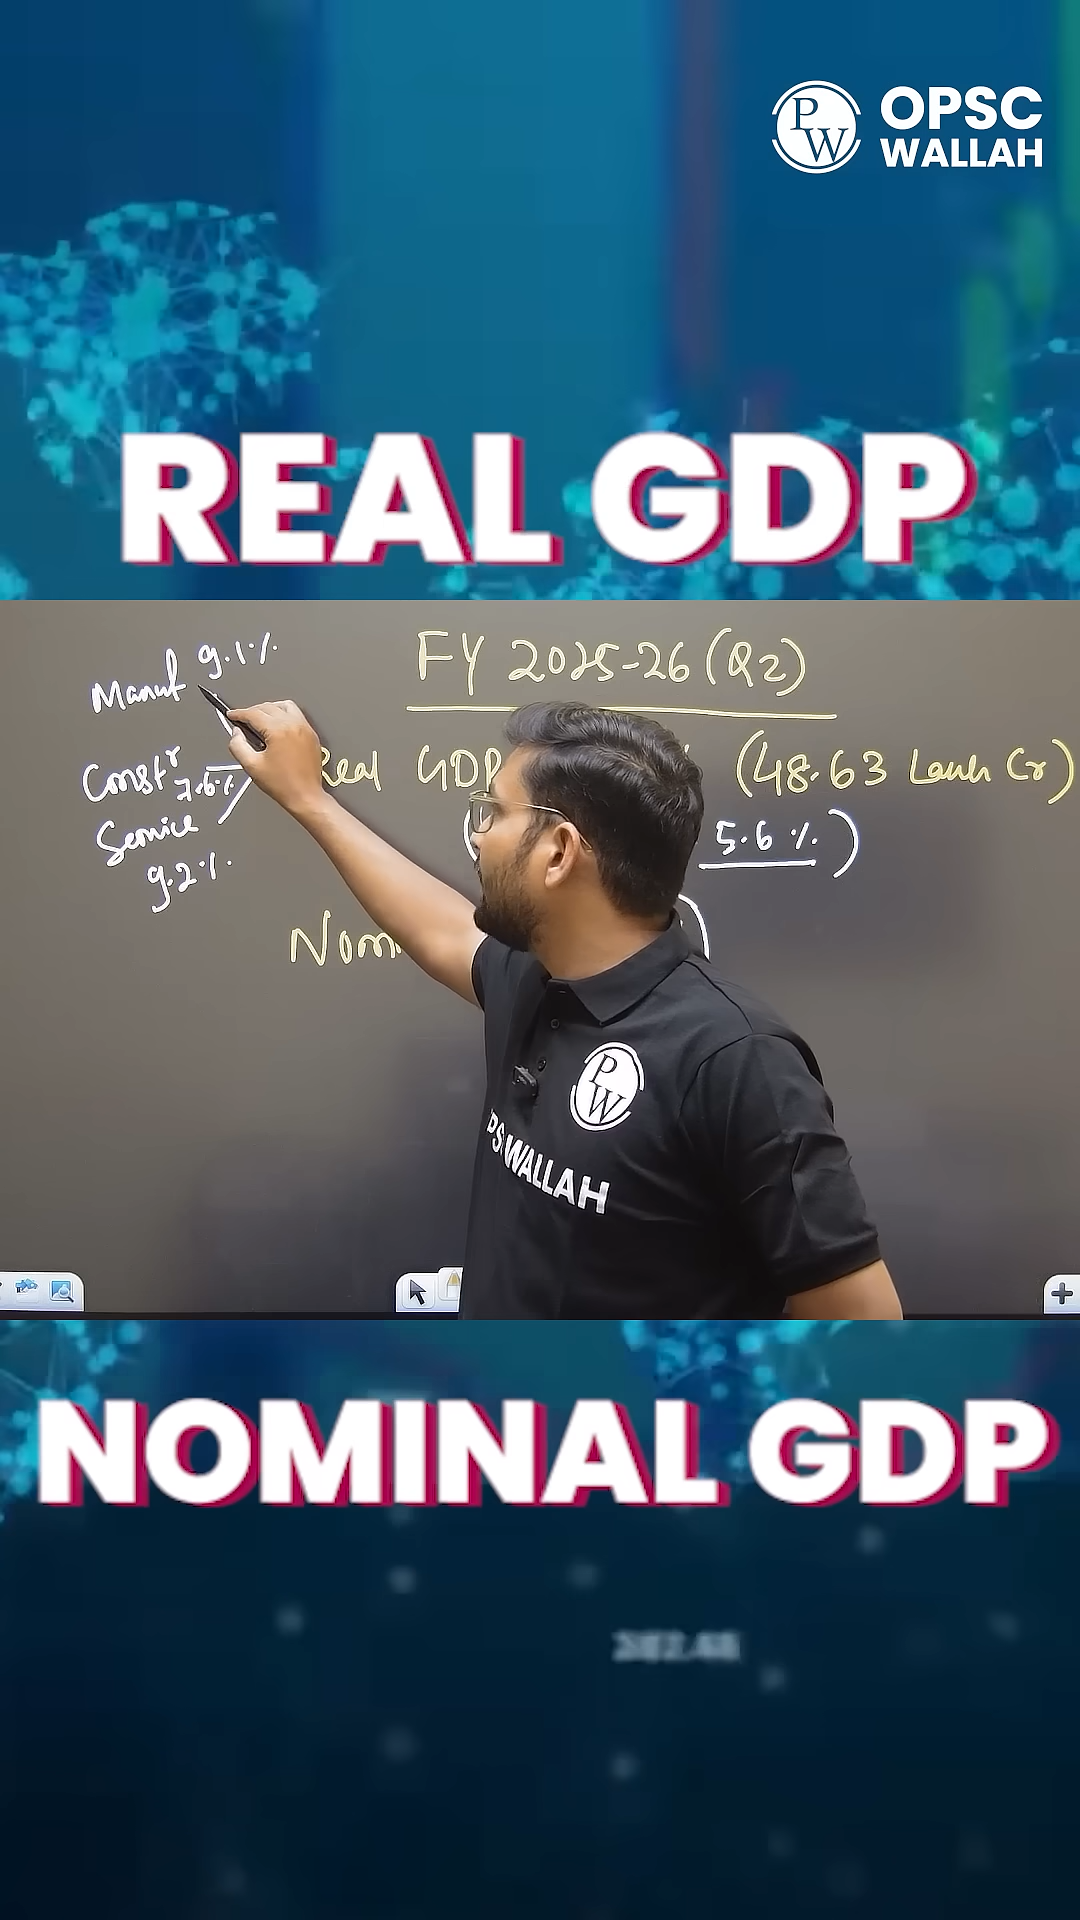 PW OPSC
WALLAH
REAL GDP
FY 2025-26 (Q2)
Manuf 9.1%
Real GDP (48.63 Lakh Cr)
Constr
7.6%
Service
5.6%)
9.2%
PW
WALLAH
NOMINAL GDP